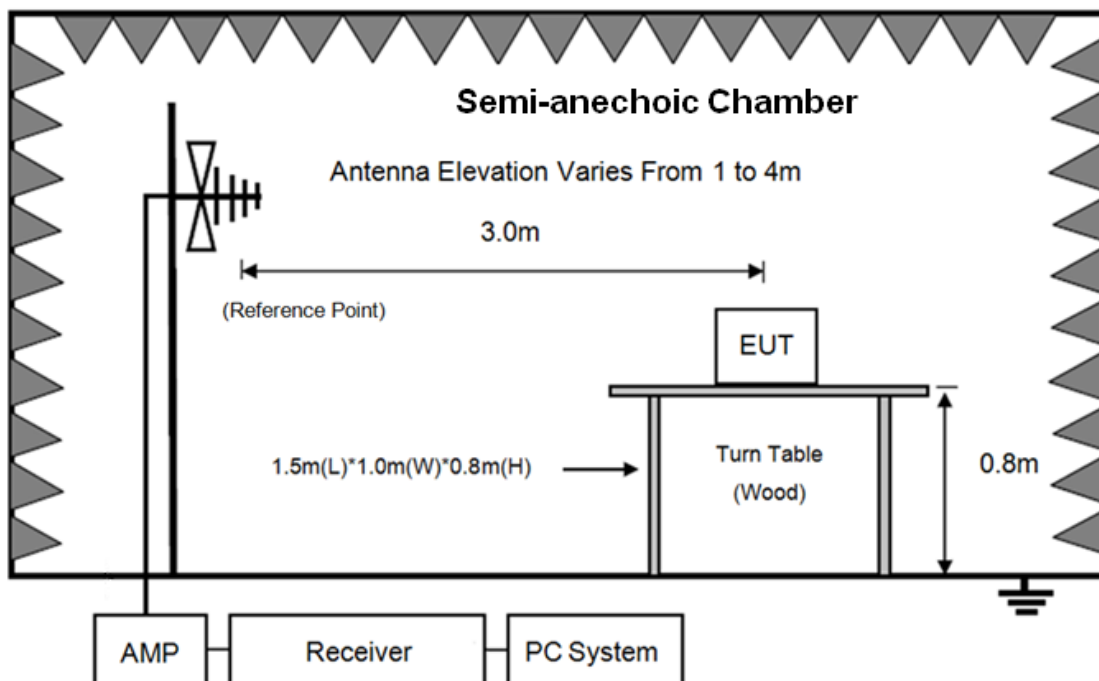 Semi-anechoic Chamber
Antenna Elevation Varies From 1 to 4m
3.0m
(Reference Point)
EUT
1.5m(L)*1.0m(W)*0.8m(H)
Turn Table
(Wood)
0.8m
AMP
Receiver
PC System